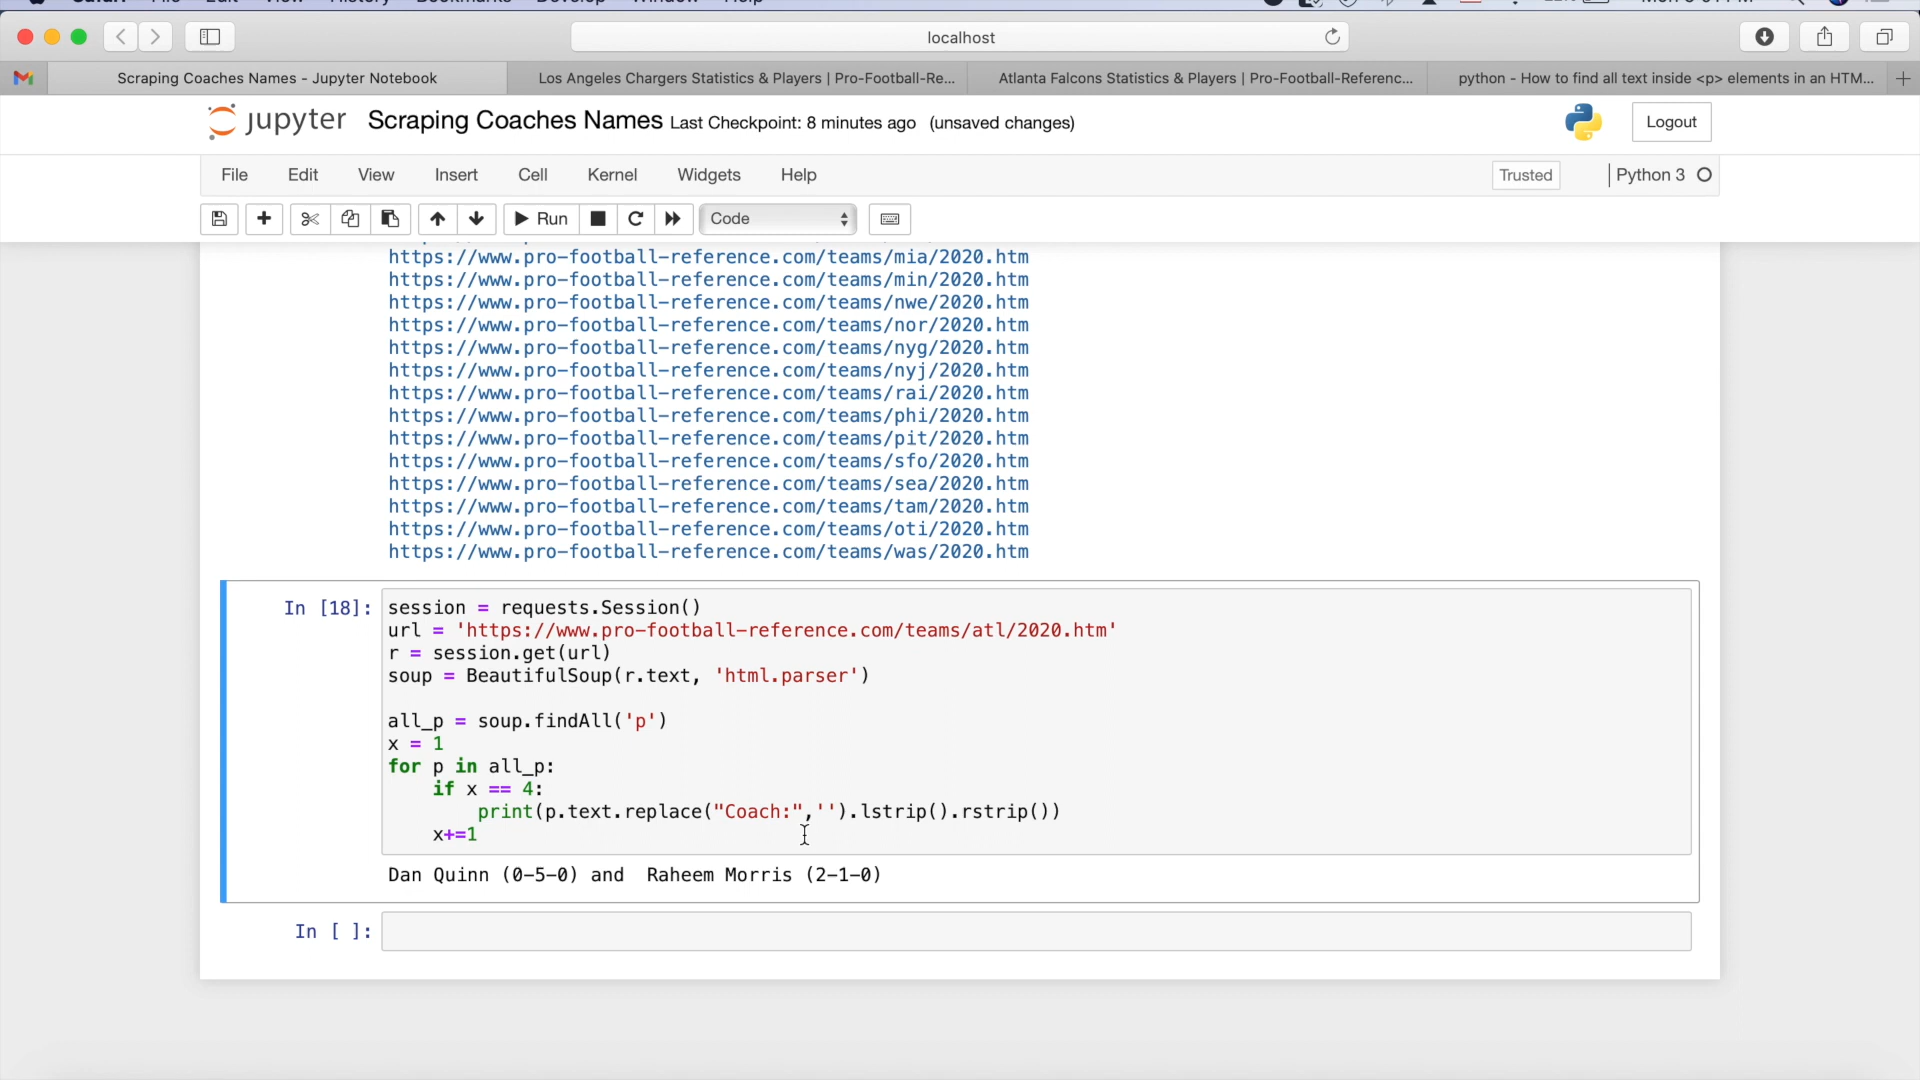 localhost
Scraping Coaches Names - Jupyter Notebook
Los Angeles Chargers Statistics & Players | Pro-Football-Re...
Atlanta Falcons Statistics & Players | Pro-Football-Referenc...
python - How to find all text inside <p> elements in an HTM...
jupyter Scraping Coaches Names Last Checkpoint: 8 minutes ago (unsaved changes)
Logout
File Edit View Insert Cell Kernel Widgets Help
Trusted
Python 3
Run
Code
https://www.pro-football-reference.com/teams/mia/2020.htm
https://www.pro-football-reference.com/teams/min/2020.htm
https://www.pro-football-reference.com/teams/nwe/2020.htm
https://www.pro-football-reference.com/teams/nor/2020.htm
https://www.pro-football-reference.com/teams/nyg/2020.htm
https://www.pro-football-reference.com/teams/nyj/2020.htm
https://www.pro-football-reference.com/teams/rai/2020.htm
https://www.pro-football-reference.com/teams/phi/2020.htm
https://www.pro-football-reference.com/teams/pit/2020.htm
https://www.pro-football-reference.com/teams/sfo/2020.htm
https://www.pro-football-reference.com/teams/sea/2020.htm
https://www.pro-football-reference.com/teams/tam/2020.htm
https://www.pro-football-reference.com/teams/oti/2020.htm
https://www.pro-football-reference.com/teams/was/2020.htm
In [18]: session = requests.Session()
url = 'https://www.pro-football-reference.com/teams/atl/2020.htm'
r = session.get(url)
soup = BeautifulSoup(r.text, 'html.parser')
all_p = soup.findAll('p')
x = 1
for p in all_p:
    if x == 4:
        print(p.text.replace("Coach:",'').lstrip().rstrip())
    x+=1
Dan Quinn (0-5-0) and  Raheem Morris (2-1-0)
In [ ]: